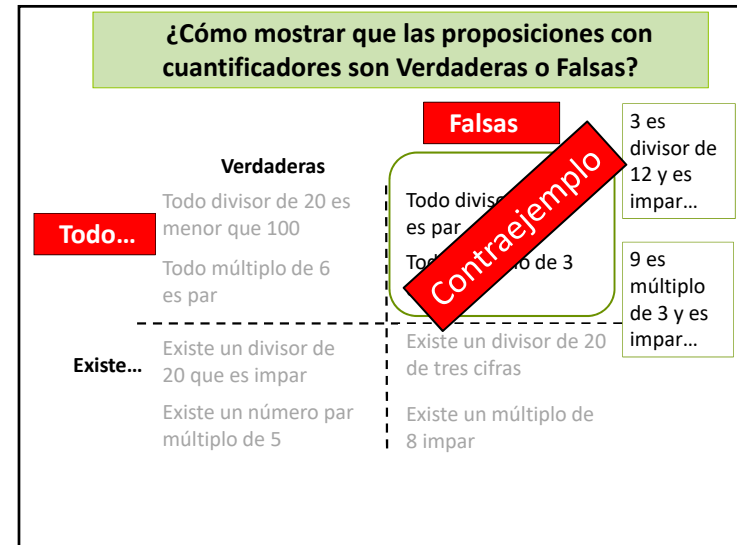 ¿Cómo mostrar que las proposiciones con
cuantificadores son Verdaderas o Falsas?
Falsas
Verdaderas
Todo...
Todo divisor de 20 es
menor que 100
Todo múltiplo de 6
es par
Todo
es par
de 3
Contraejemplo
3 es
divisor de
12 y es
impar...
9 es
múltiplo
de 3 y es
impar...
Existe...
Existe un divisor de
20 que es impar
Existe un número par
múltiplo de 5
Existe un divisor de 20
de tres cifras
Existe un múltiplo de
8 impar